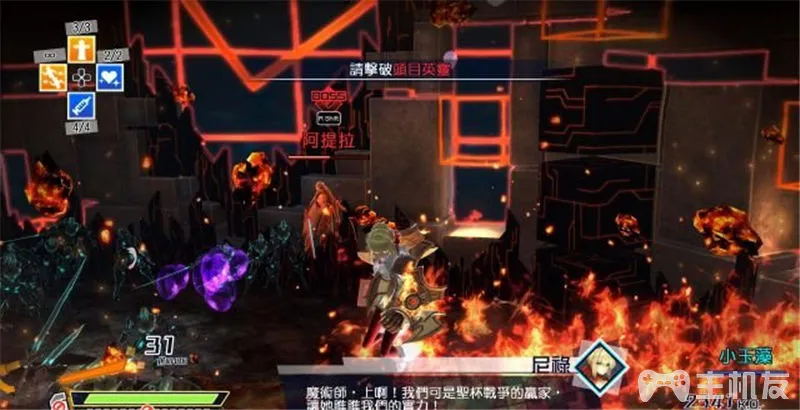 3/3
∞
2/2
4/4
請擊破頭目英靈
BOSS
阿提拉
31
尼祿
魔術師，上啊！我們可是聖杯戰爭的贏家，
讓她瞧瞧我們的實力！
小玉藻
KO
主机友